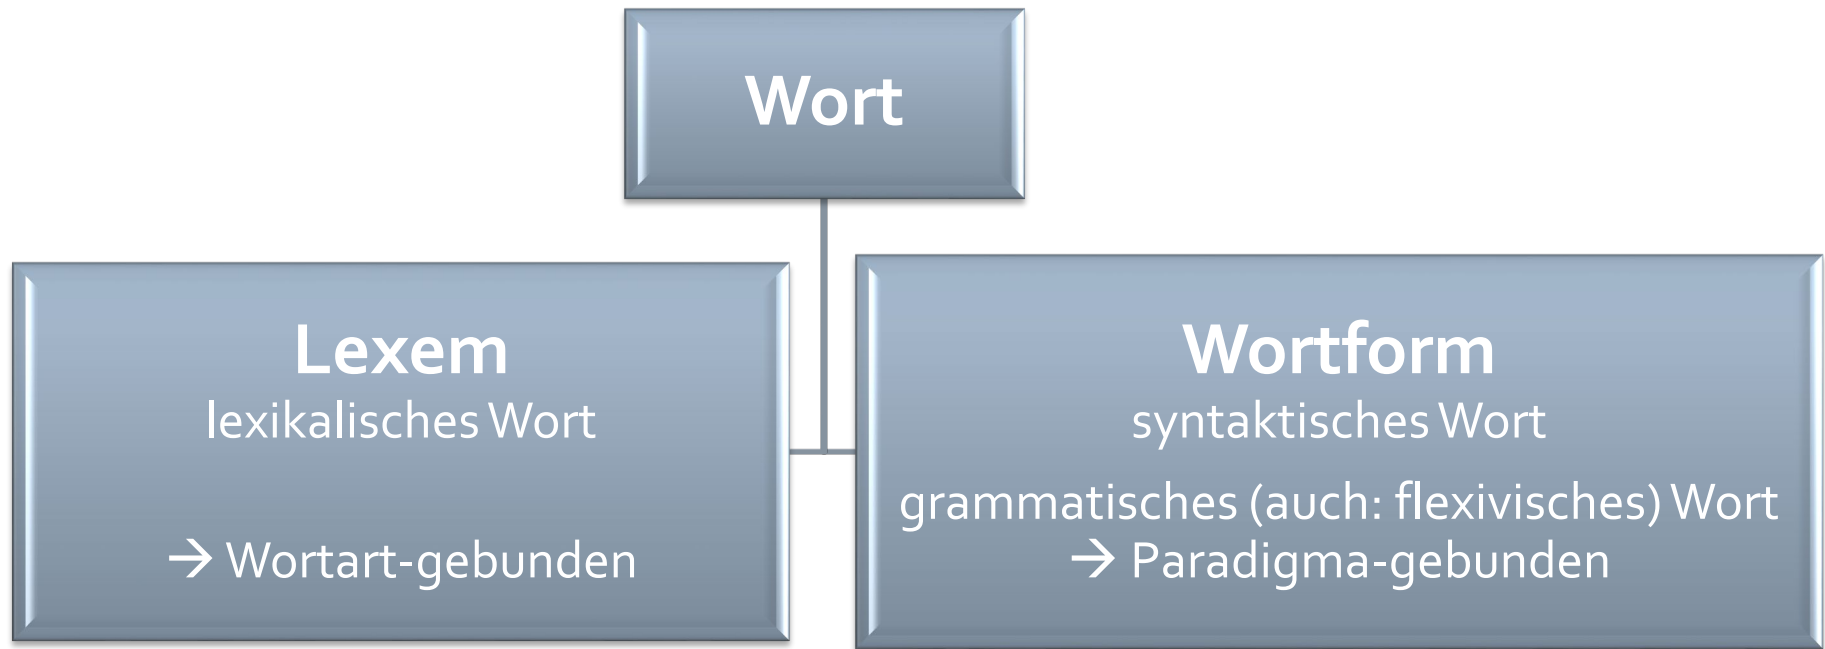 Wort
Lexem
lexikalisches Wort
→ Wortart-gebunden
Wortform
syntaktisches Wort
grammatisches (auch: flexivisches) Wort
→ Paradigma-gebunden